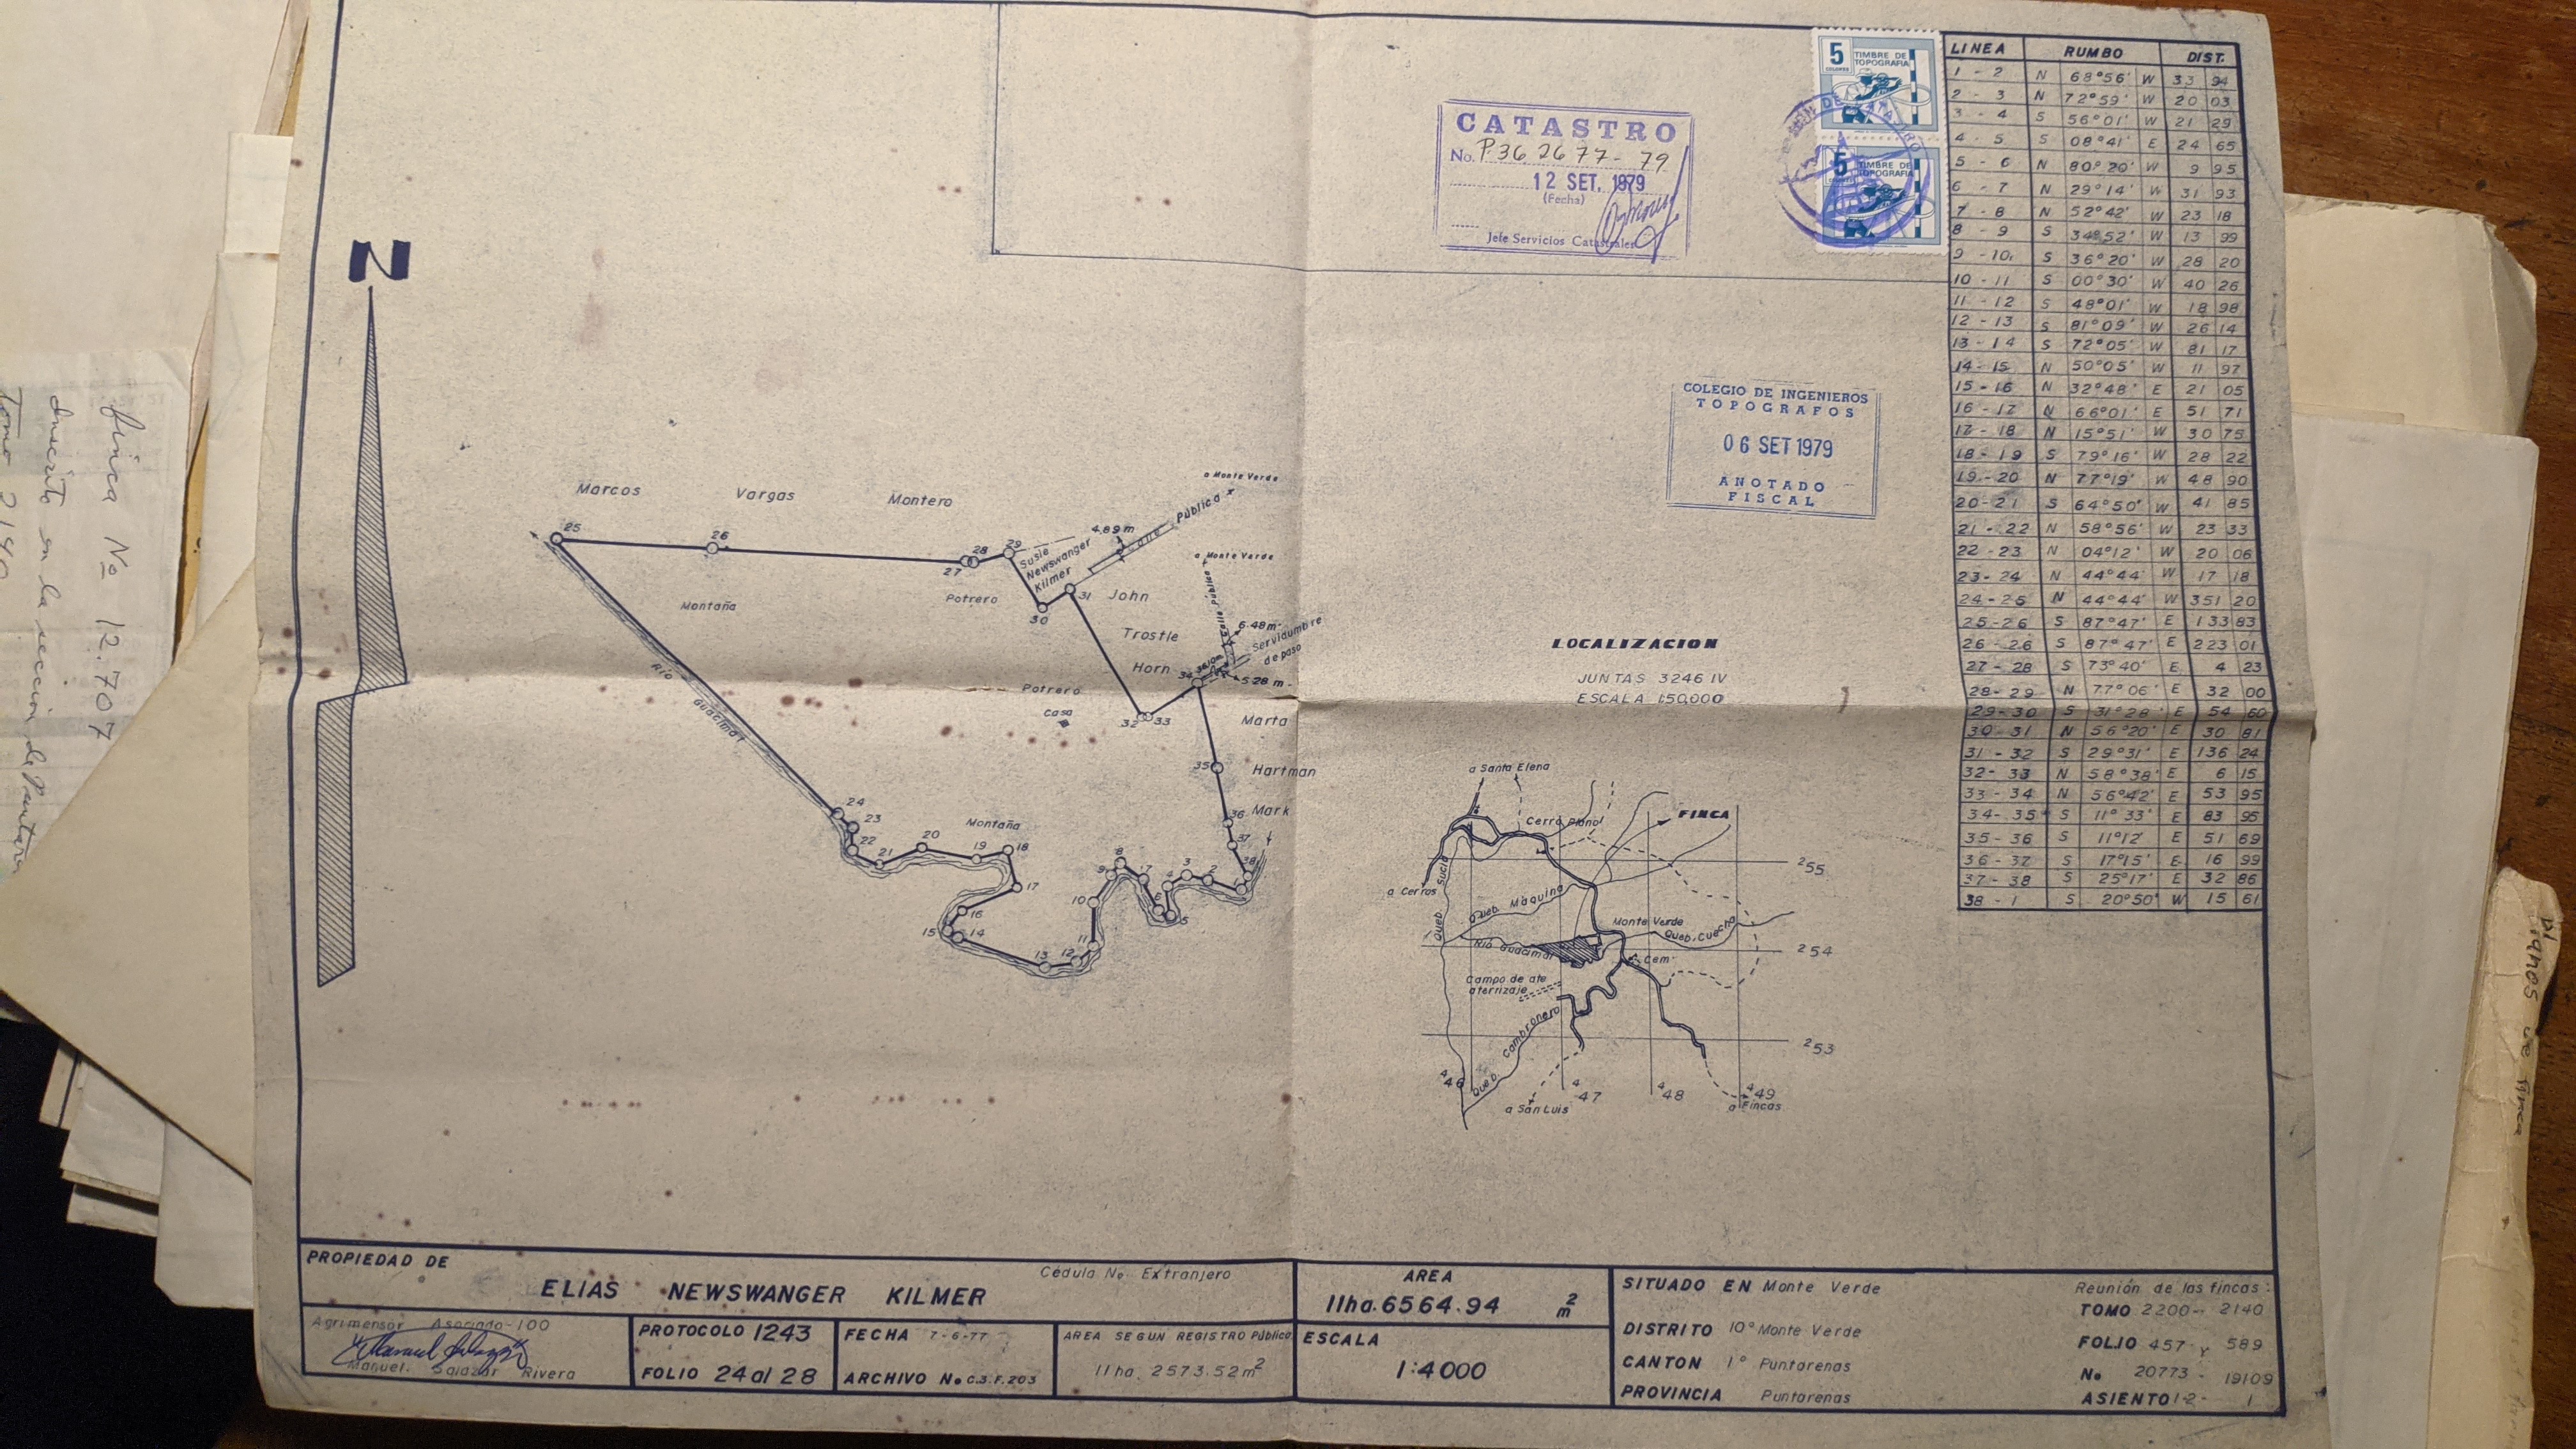 N
CATASTRO
No. P.362677-79
12 SET. 1979
(Fecha)
Jefe Servicios Catastrales
5 COLONES TIMBRE DE TOPOGRAFIA
5 TIMBRE DE TOPOGRAFIA
COLEGIO DE INGENIEROS
TOPOGRAFOS
06 SET 1979
ANOTADO
FISCAL
LINEA RUMBO DIST.
1 - 2 N 68°56' W 33 94
2 - 3 N 72°59' W 20 03
3 - 4 S 56°01' W 21 29
4 - 5 S 08°41' E 24 65
5 - 6 N 80°20' W 9 95
6 - 7 N 29°14' W 31 93
7 - 8 N 52°42' W 23 18
8 - 9 S 34°52' W 13 99
9 - 10 S 36°20' W 28 20
10 - 11 S 00°30' W 40 26
11 - 12 S 48°01' W 18 98
12 - 13 S 81°09' W 26 14
13 - 14 S 72°05' W 81 17
14 - 15 N 50°05' W 11 97
15 - 16 N 32°48' E 21 05
16 - 17 N 66°01' E 51 71
17 - 18 N 15°51' W 30 75
18 - 19 S 79°16' W 28 22
19 - 20 N 77°19' W 48 90
20 - 21 S 64°50' W 41 85
21 - 22 N 58°56' W 23 33
22 - 23 N 04°12' W 20 06
23 - 24 N 44°44' W 17 18
24 - 25 N 44°44' W 351 20
25 - 26 S 87°47' E 133 83
26 - 26 S 87°47' E 223 01
27 - 28 S 73°40' E 4 23
28 - 29 N 77°06' E 32 00
29 - 30 S 31°28' E 54 60
30 - 31 N 56°20' E 30 81
31 - 32 S 29°31' E 136 24
32 - 33 N 58°38' E 6 15
33 - 34 N 56°42' E 53 95
34 - 35 S 11°33' E 83 95
35 - 36 S 11°12' E 51 69
36 - 37 S 17°15' E 16 99
37 - 38 S 25°17' E 32 86
38 - 1 S 20°50' W 15 61
Marcos Vargas Montero
a Monte Verde
Calle Pública
4.89 m
25 26 27 28 29
Susie
Newswanger
Kilmer
a Monte Verde
Calle Pública
Montaña
Potrero
30 31
John
Trostle
Horn
6.48 m
Servidumbre
de paso
5.28 m
Río Guacimal
Potrero
Casa
32 33 34
Marta
35
Hartman
36
Mark
37
38
24
23
22
21
20
Montaña
19
18
17
16
15
14
13
12
11
10
9
8
7
6
5
4
3
2
1
LOCALIZACION
JUNTAS 3246 IV
ESCALA 1:50,000
a Santa Elena
Cerro Plano
FINCA
255
a Cerros
Queb. Sucia
Queb. Máquina
Monte Verde
Queb. Cuecha
Río Guacimal
254
Cem.
Campo de ate
aterrizaje
Queb. Cambronero
253
446
447
448
449
a San Luis
a Fincas
finca No 12.707
inscrita en la sección de Puntare
Tomo 2140
Planos de finca
PROPIEDAD DE
ELIAS NEWSWANGER KILMER
Cedula No Extranjero
Agrimensor Asociado-100
Manuel Salazar Rivera
PROTOCOLO 1243
FOLIO 24 al 28
FECHA 7-6-77
ARCHIVO No C.3.F.203
AREA SEGUN REGISTRO Público
11ha. 2573.52m2
AREA
11ha.6564.94 m2
ESCALA
1:4000
SITUADO EN Monte Verde
DISTRITO 10° Monte Verde
CANTON 1° Puntarenas
PROVINCIA Puntarenas
Reunión de las fincas:
TOMO 2200- 2140
FOLIO 457 y 589
No 20773 - 19109
ASIENTO 1-2- 1